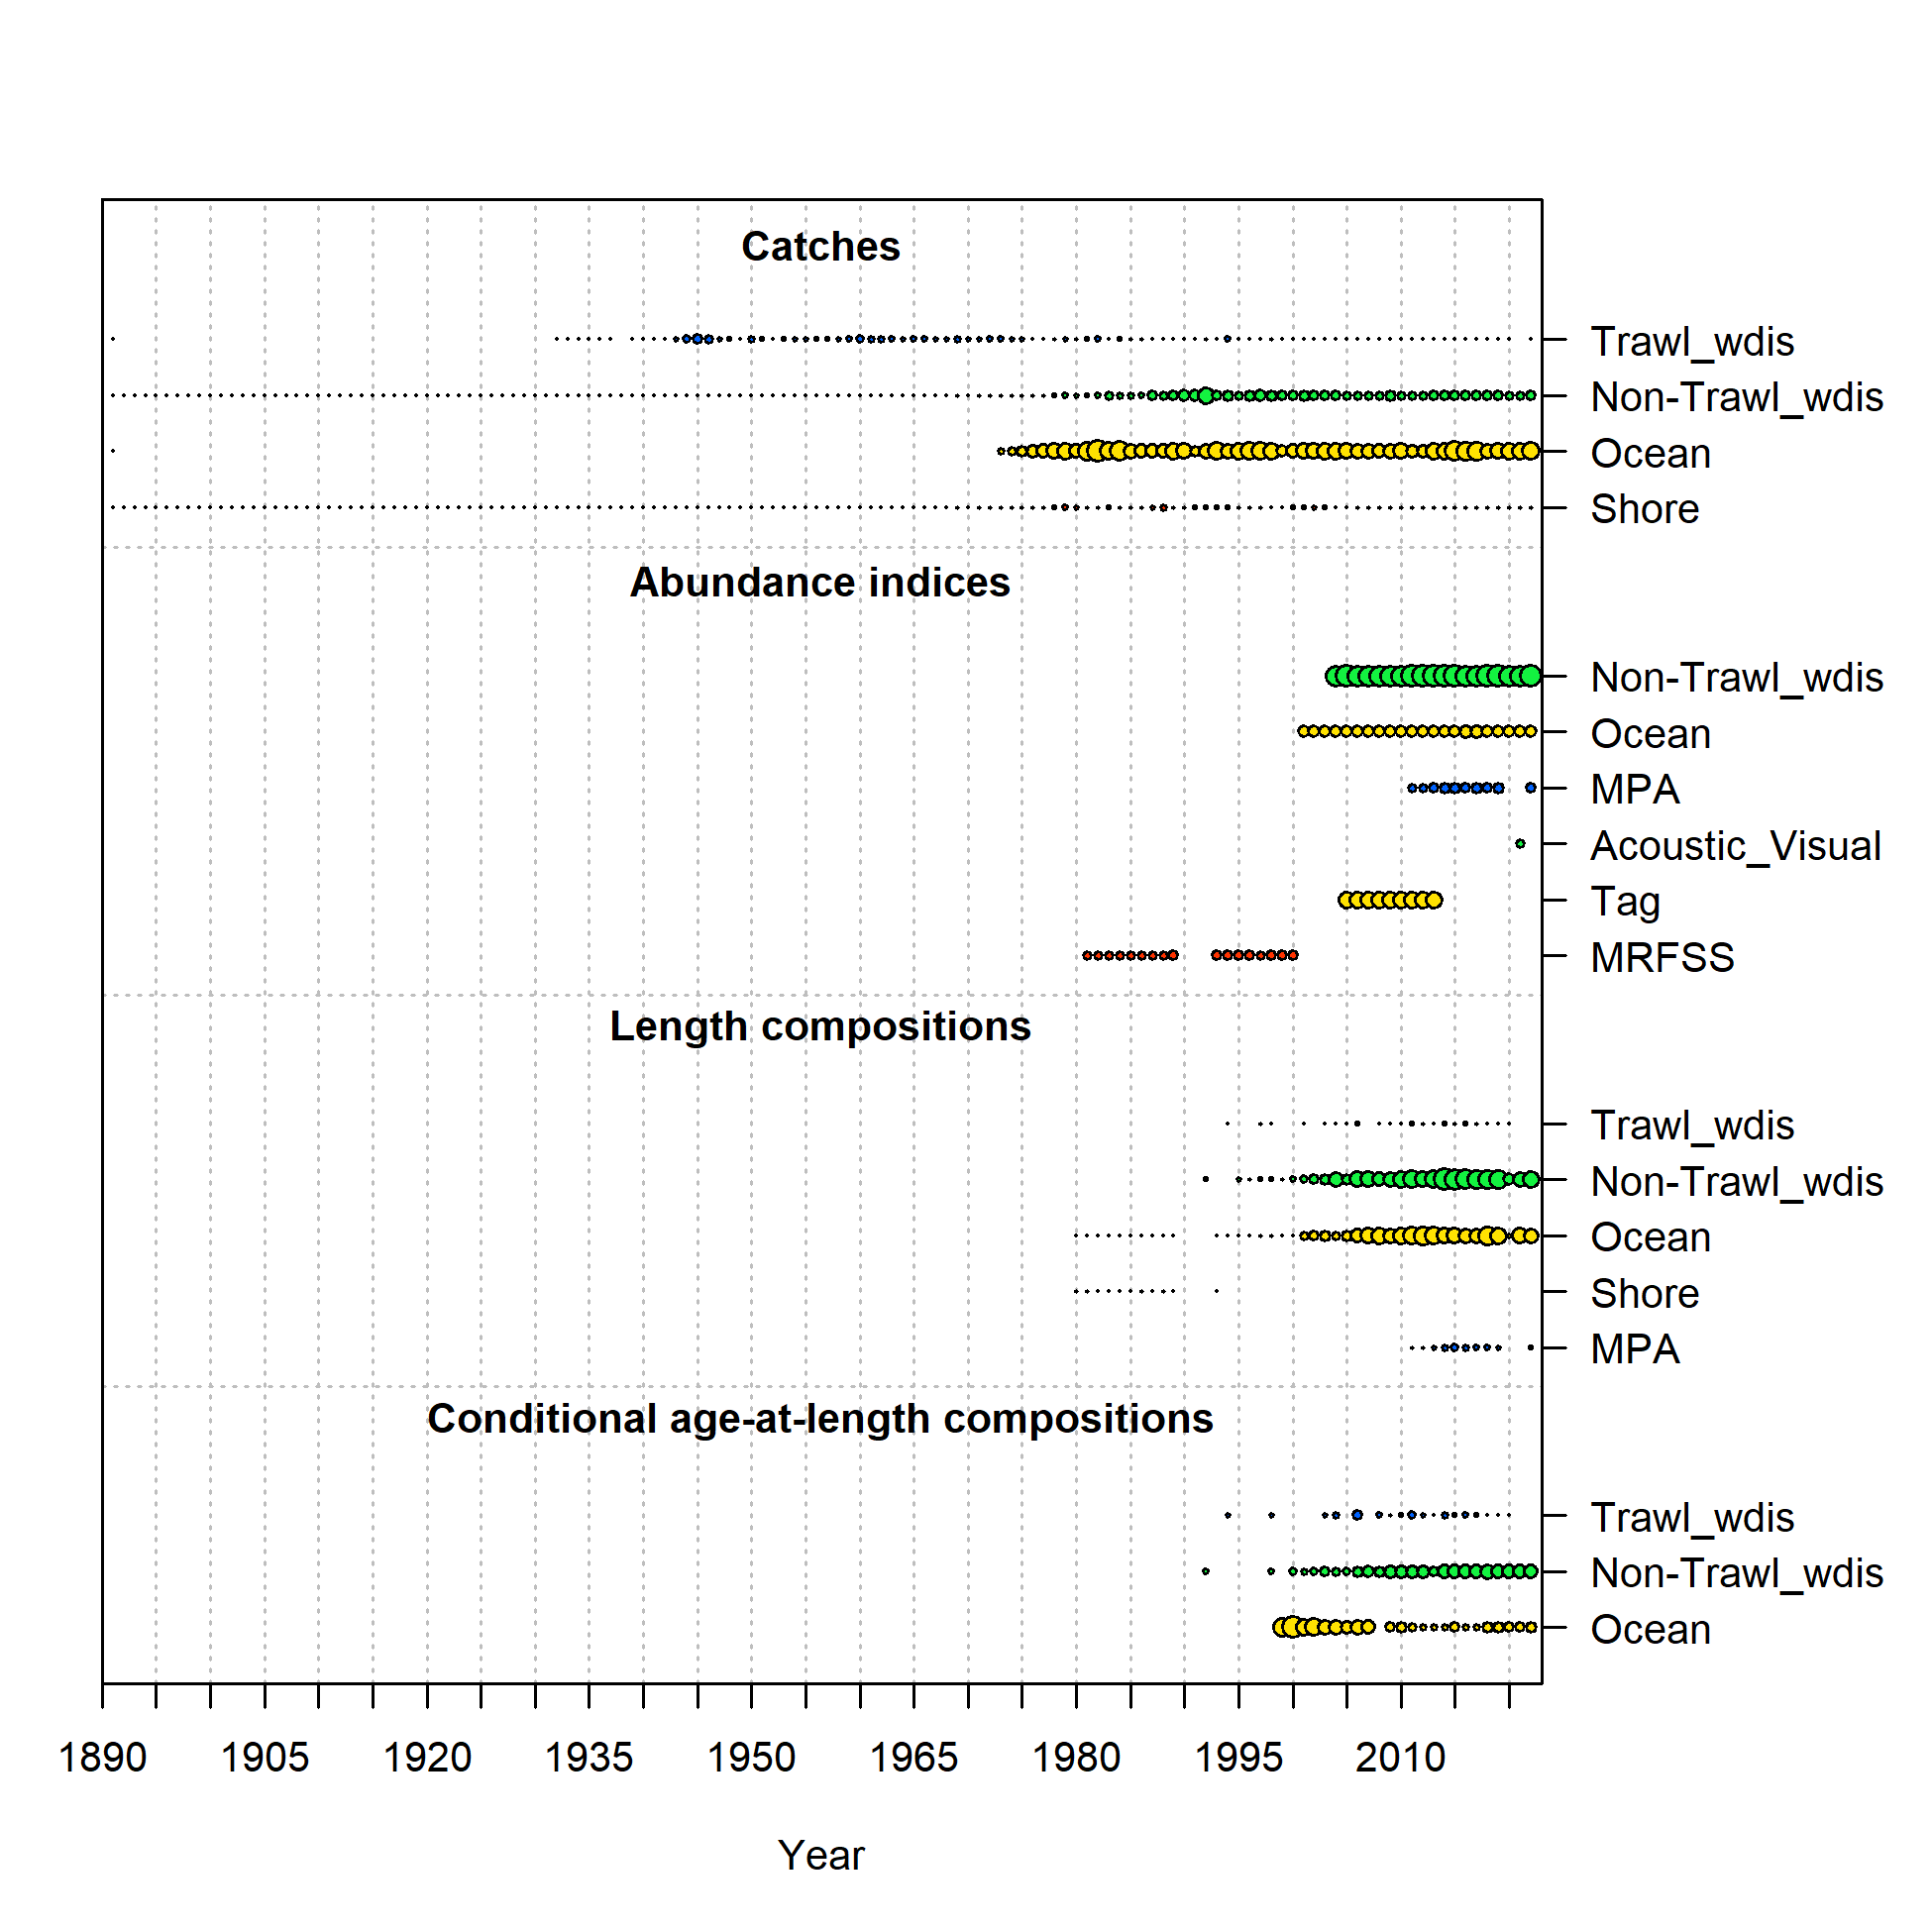 Catches
Trawl_wdis
Non-Trawl_wdis
Ocean
Shore
Abundance indices
Non-Trawl_wdis
Ocean
MPA
Acoustic_Visual
Tag
MRFSS
Length compositions
Trawl_wdis
Non-Trawl_wdis
Ocean
Shore
MPA
Conditional age-at-length compositions
Trawl_wdis
Non-Trawl_wdis
Ocean
1890 1905 1920 1935 1950 1965 1980 1995 2010
Year